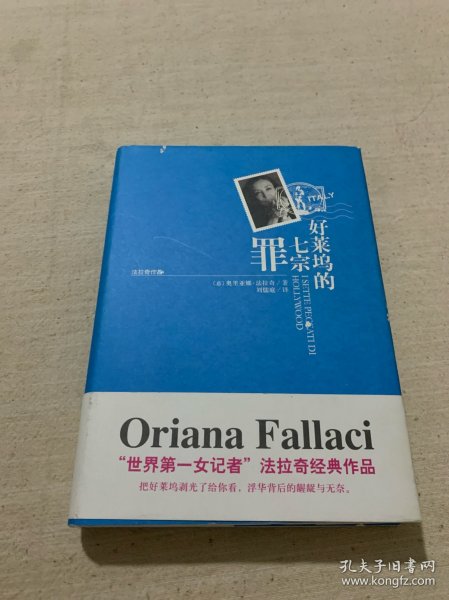 ITALY
好莱坞的
七宗
罪
I SETTE PECCATI DI
HOLLYWOOD
法拉奇作品
（意）奥里亚娜·法拉奇／著
刘儒庭／译
Oriana Fallaci
“世界第一女记者”法拉奇经典作品
把好莱坞剥光了给你看，浮华背后的龌龊与无奈。
孔夫子旧书网
www.kongfz.com